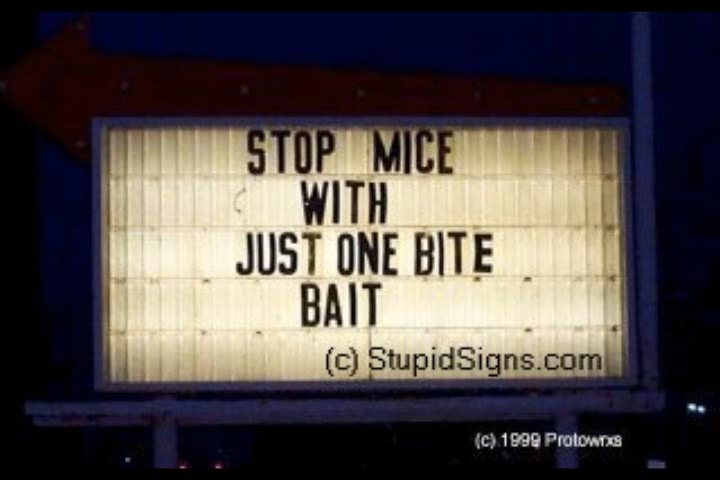 STOP MICE
WITH
JUST ONE BITE
BAIT
(c) StupidSigns.com
(c) 1999 Protowrxs